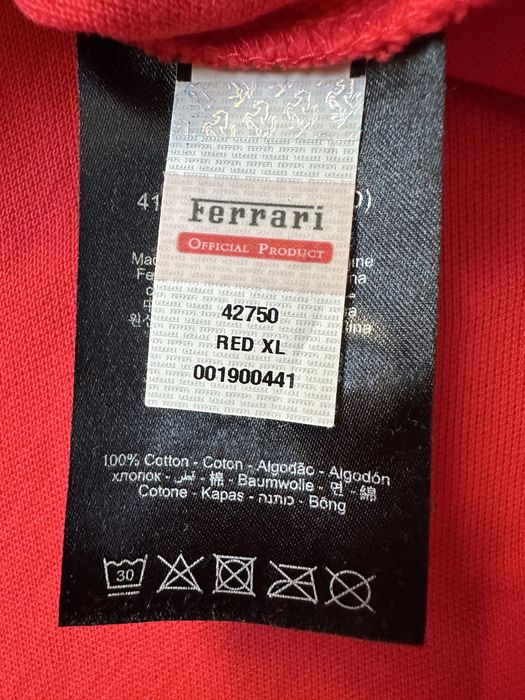 41
Ferrari
O)
OFFICIAL PRODUCT
42750
RED XL
001900441
100% Cotton - Coton - Algodão - Algodón
хлопок - قطن - 棉 - Baumwolle - 면 - 綿
Cotone - Kapas - כותנה - Bông
30